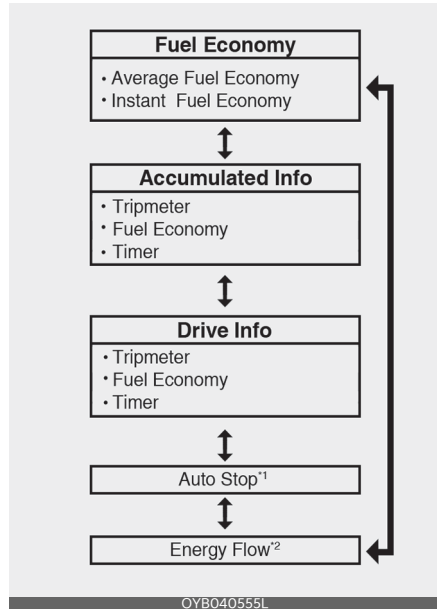 Fuel Economy
• Average Fuel Economy
• Instant Fuel Economy
Accumulated Info
• Tripmeter
• Fuel Economy
• Timer
Drive Info
• Tripmeter
• Fuel Economy
• Timer
Auto Stop*1
Energy Flow*2
OYB040555L